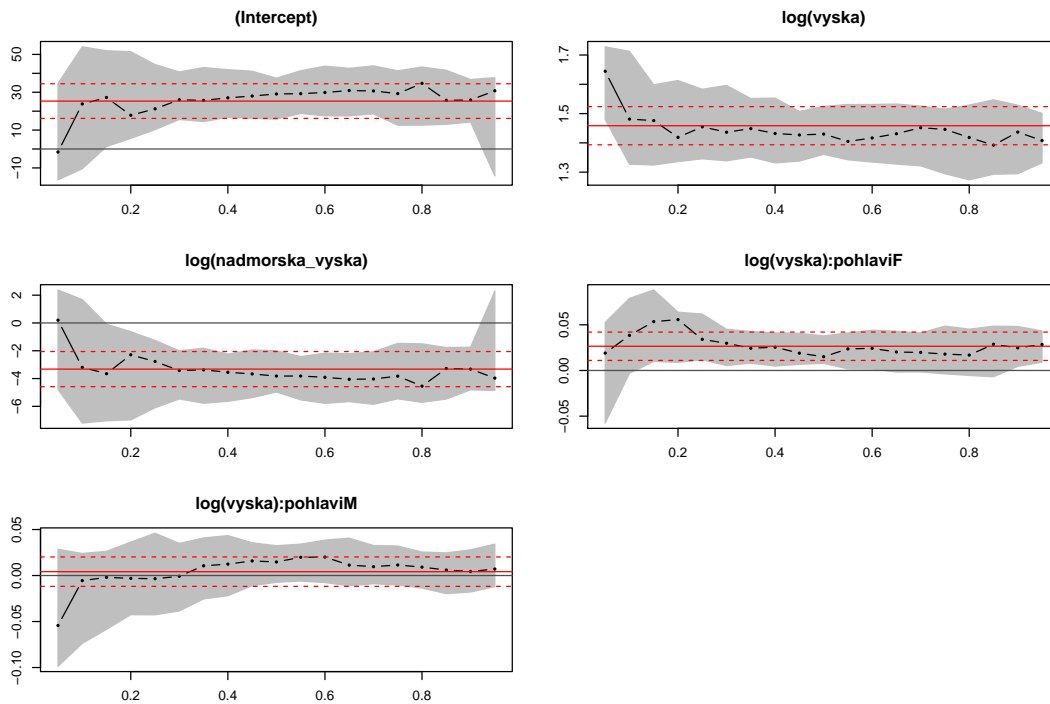 (Intercept)
50
30
10
−10
0.2 0.4 0.6 0.8
log(vyska)
1.7
1.5
1.3
0.2 0.4 0.6 0.8
log(nadmorska_vyska)
2
0
−2
−4
−6
0.2 0.4 0.6 0.8
log(vyska):pohlaviF
0.05
0.00
−0.05
0.2 0.4 0.6 0.8
log(vyska):pohlaviM
0.05
0.00
−0.05
−0.10
0.2 0.4 0.6 0.8